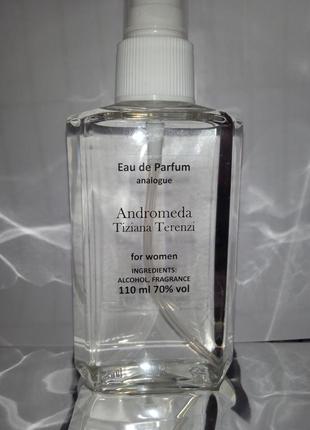 Eau de Parfum
analogue
Andromeda
Tiziana Terenzi
for women
INGREDIENTS:
ALCOHOL, FRAGRANCE
110 ml 70% vol